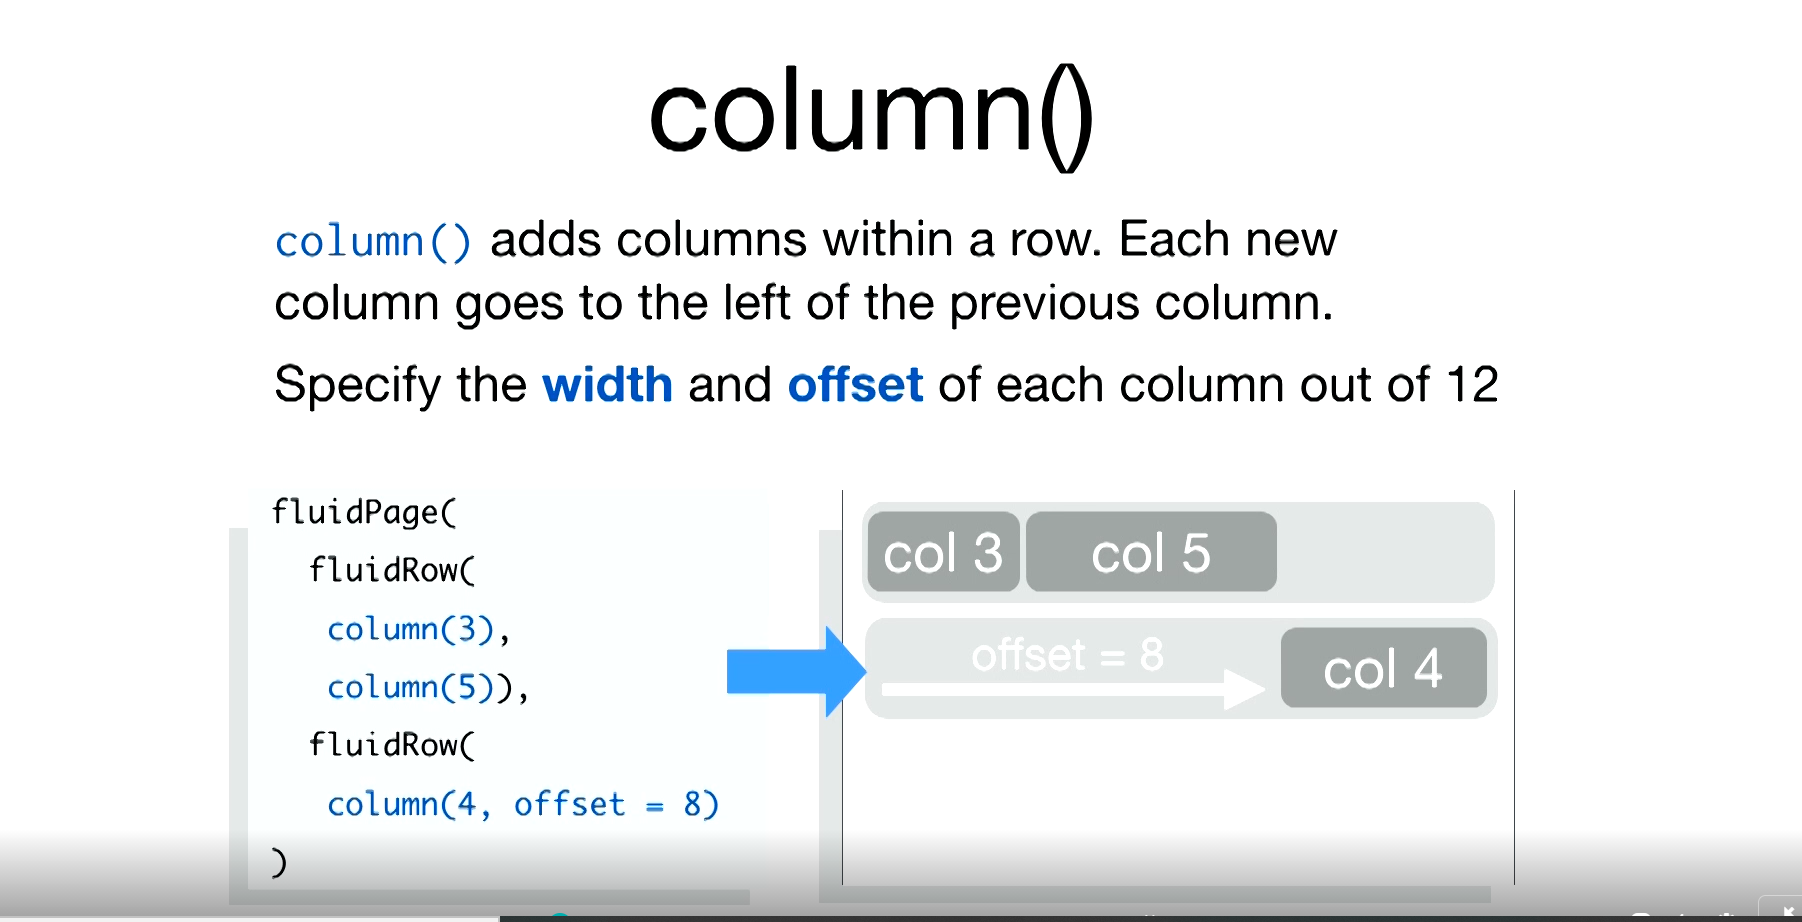 column()
column() adds columns within a row. Each new
column goes to the left of the previous column.
Specify the width and offset of each column out of 12
fluidPage(
fluidRow(
column(3),
column(5)),
fluidRow(
column(4, offset = 8)
)
col 3 col 5
offset = 8 col 4